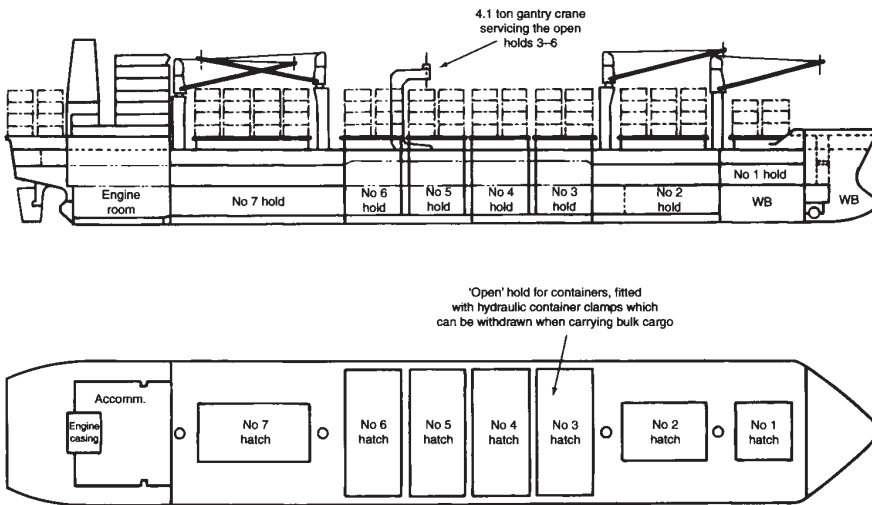 4.1 ton gantry crane
servicing the open
holds 3–6
No 1 hold
Engine
room
No 7 hold
No 6
hold
No 5
hold
No 4
hold
No 3
hold
No 2
hold
WB
WB
'Open' hold for containers, fitted
with hydraulic container clamps which
can be withdrawn when carrying bulk cargo
Accomm.
Engine
casing
No 7
hatch
No 6
hatch
No 5
hatch
No 4
hatch
No 3
hatch
No 2
hatch
No 1
hatch